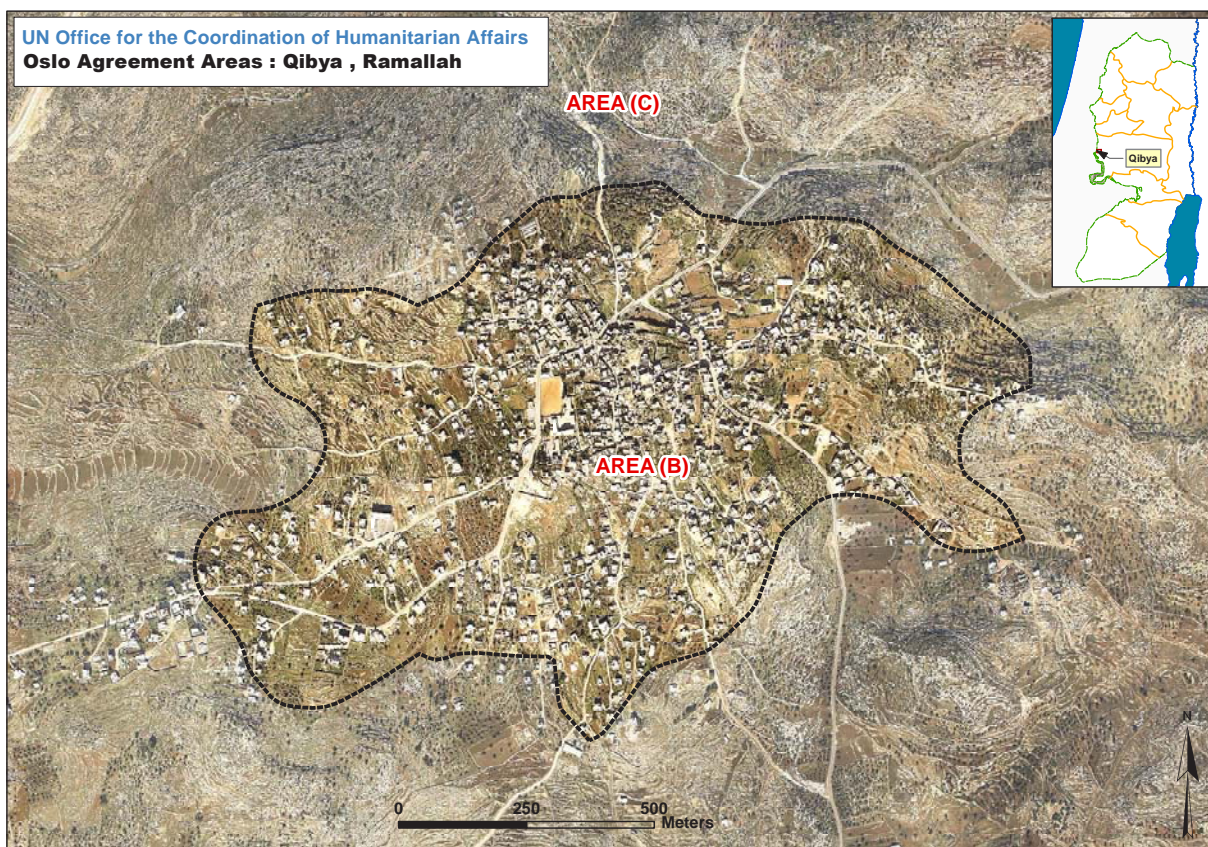 UN Office for the Coordination of Humanitarian Affairs
Oslo Agreement Areas : Qibya , Ramallah
AREA (C)
Qibya
AREA (B)
N
0 250 500
Meters